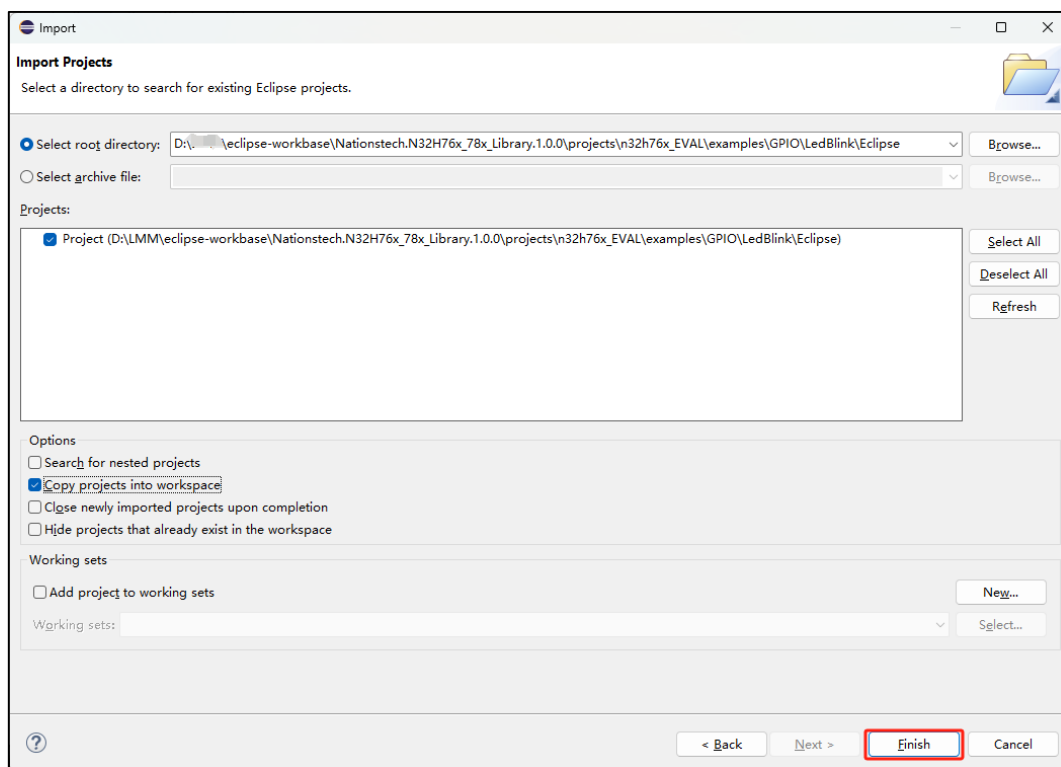 Import
Import Projects
Select a directory to search for existing Eclipse projects.
Select root directory: D:\ \eclipse-workbase\Nationstech.N32H76x_78x_Library.1.0.0\projects\n32h76x_EVAL\examples\GPIO\LedBlink\Eclipse Browse...
Select archive file: Browse...
Projects:
Project (D:\LMM\eclipse-workbase\Nationstech.N32H76x_78x_Library.1.0.0\projects\n32h76x_EVAL\examples\GPIO\LedBlink\Eclipse)
Select All
Deselect All
Refresh
Options
Search for nested projects
Copy projects into workspace
Close newly imported projects upon completion
Hide projects that already exist in the workspace
Working sets
Add project to working sets New...
Working sets: Select...
? < Back Next > Finish Cancel